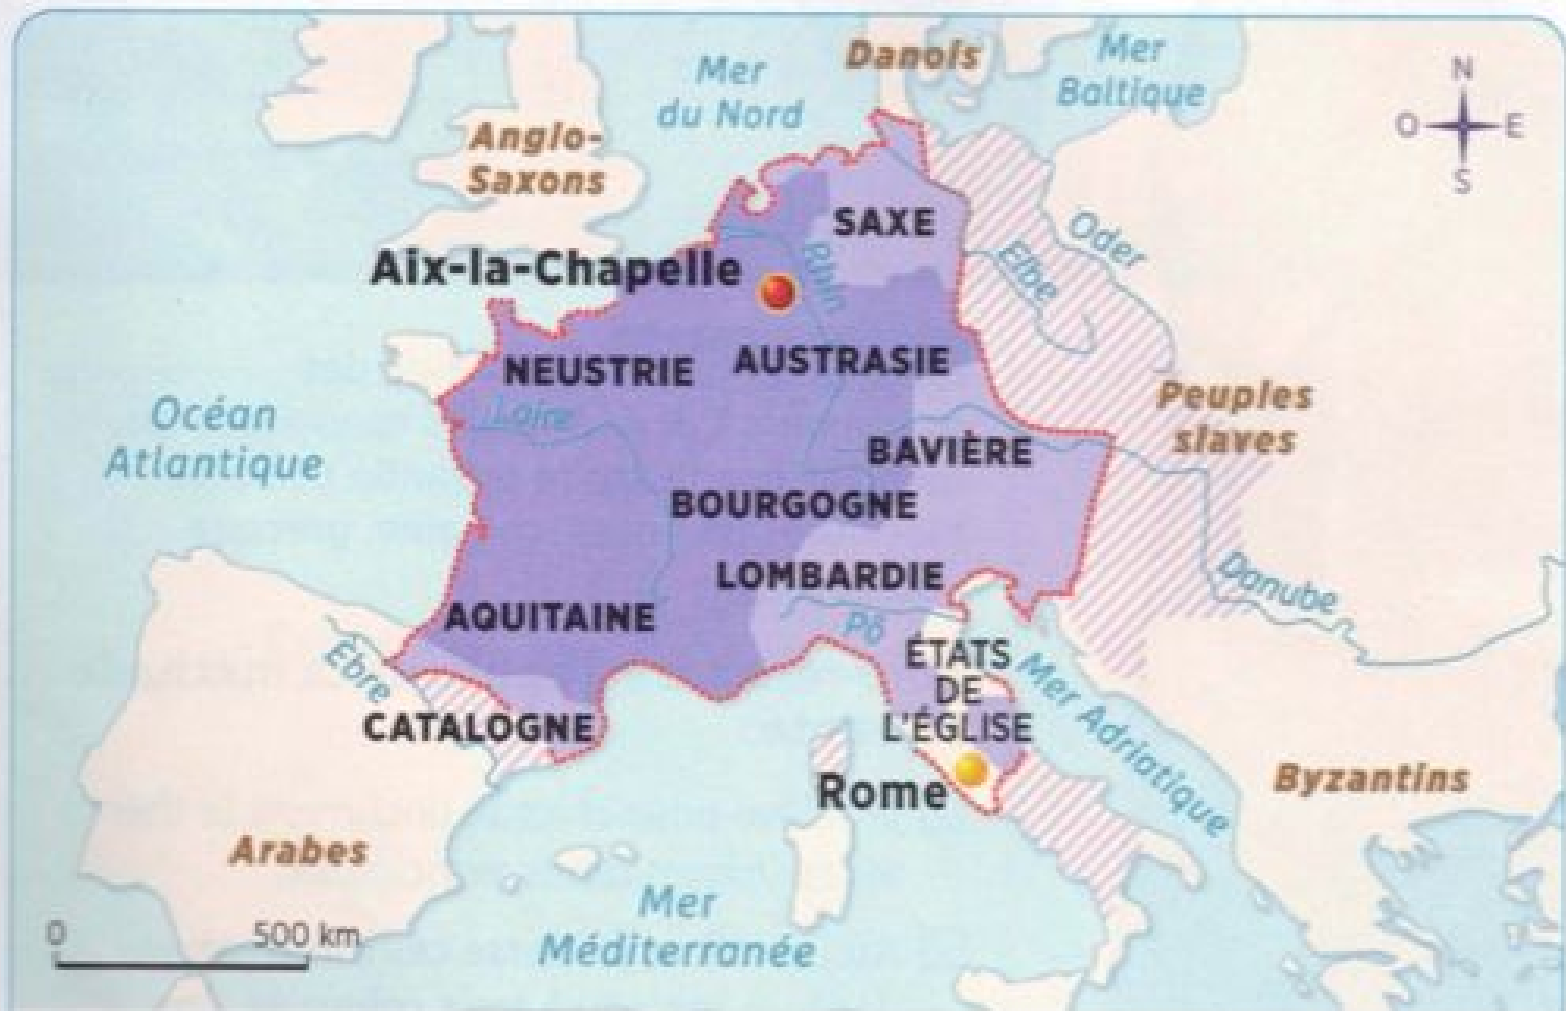 Danois
Mer
Baltique
Mer
du Nord
N
O
E
S
Anglo-
Saxons
SAXE
Oder
Elbe
Rhin
Aix-la-Chapelle
NEUSTRIE
AUSTRASIE
Loire
Océan
Atlantique
Peuples
slaves
BAVIÈRE
BOURGOGNE
LOMBARDIE
Danube
AQUITAINE
Pô
Ebre
ÉTATS
DE
L'ÉGLISE
Mer Adriatique
CATALOGNE
Rome
Byzantins
Arabes
Mer
Méditerranée
0
500 km